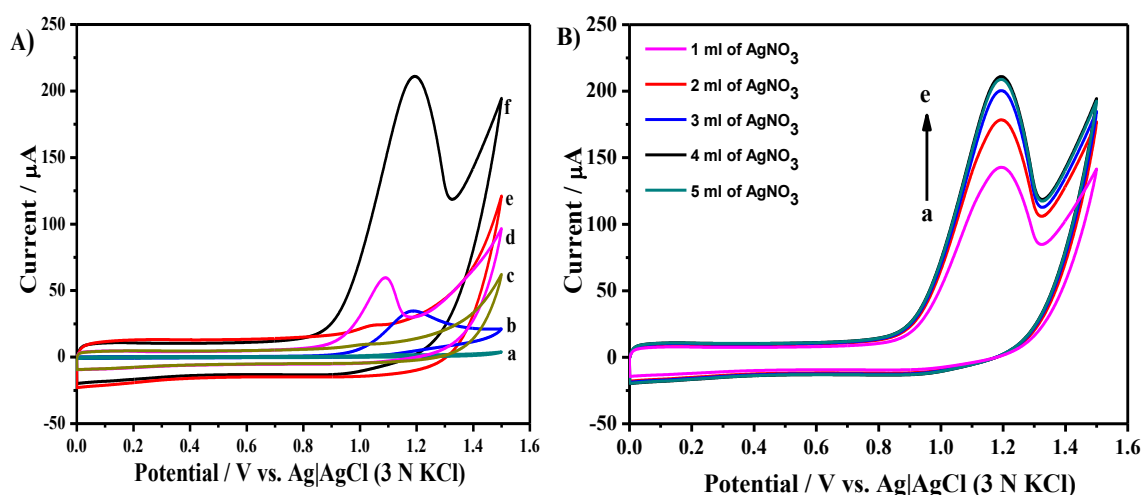 A)
250
200
150
100
50
0
-50
Current / μA
f
e
d
c
b
a
0.0 0.2 0.4 0.6 0.8 1.0 1.2 1.4 1.6
Potential / V vs. Ag|AgCl (3 N KCl)
B)
250
200
150
100
50
0
-50
Current / μA
1 ml of AgNO3
2 ml of AgNO3
3 ml of AgNO3
4 ml of AgNO3
5 ml of AgNO3
e
a
0.0 0.2 0.4 0.6 0.8 1.0 1.2 1.4 1.6
Potential / V vs. Ag|AgCl (3 N KCl)